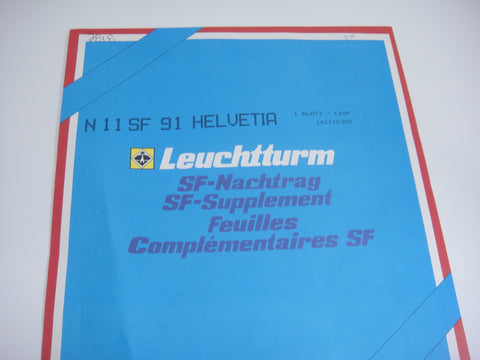 N 11 SF 91 HELVETIA
1 BLATT / LEAF
Leuchtturm
SF-Nachtrag
SF-Supplement
Feuilles
Complémentaires SF